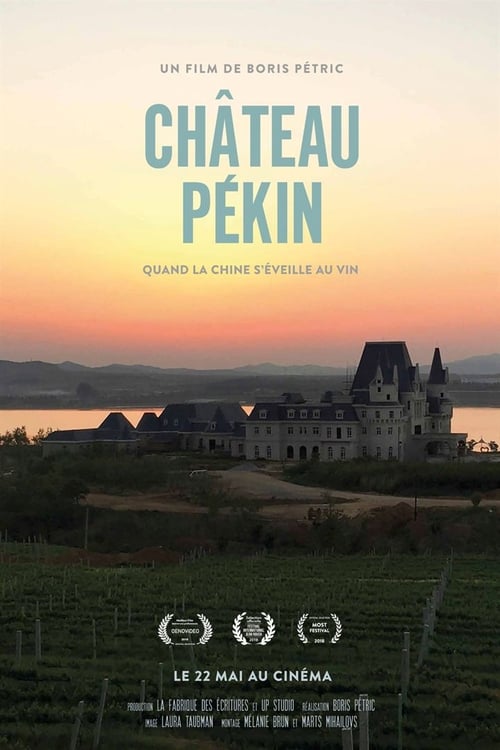 UN FILM DE BORIS PÉTRIC
CHÂTEAU
PÉKIN
QUAND LA CHINE S'ÉVEILLE AU VIN
OENOVIDEO
2018
MOST
FESTIVAL
2018
LE 22 MAI AU CINÉMA
PRODUCTION LA FABRIQUE DES ÉCRITURES ET UP STUDIO RÉALISATION BORIS PÉTRIC
IMAGE LAURA TAUBMAN MONTAGE MÉLANIE BRUN ET MARTS MIHAILOVS